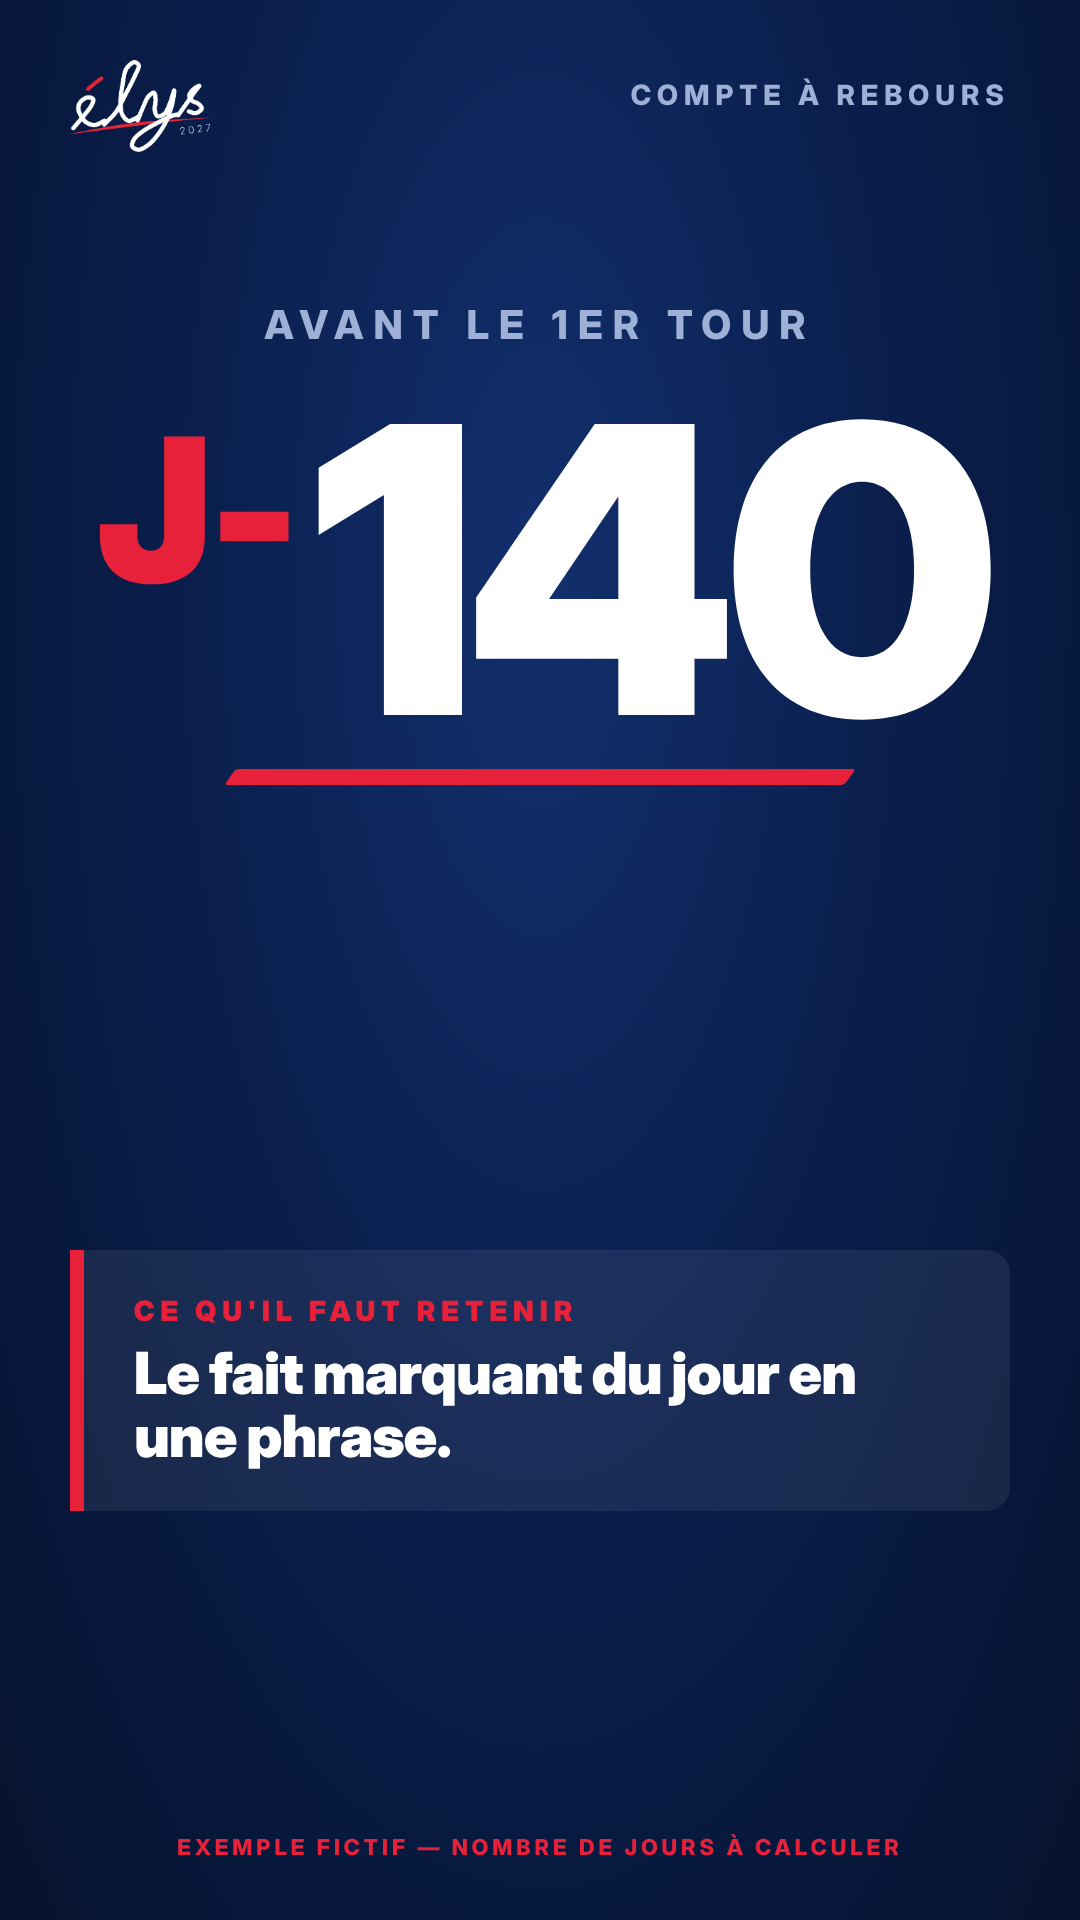 élys
2027
COMPTE À REBOURS
AVANT LE 1ER TOUR
J-140
CE QU'IL FAUT RETENIR
Le fait marquant du jour en
une phrase.
EXEMPLE FICTIF — NOMBRE DE JOURS À CALCULER